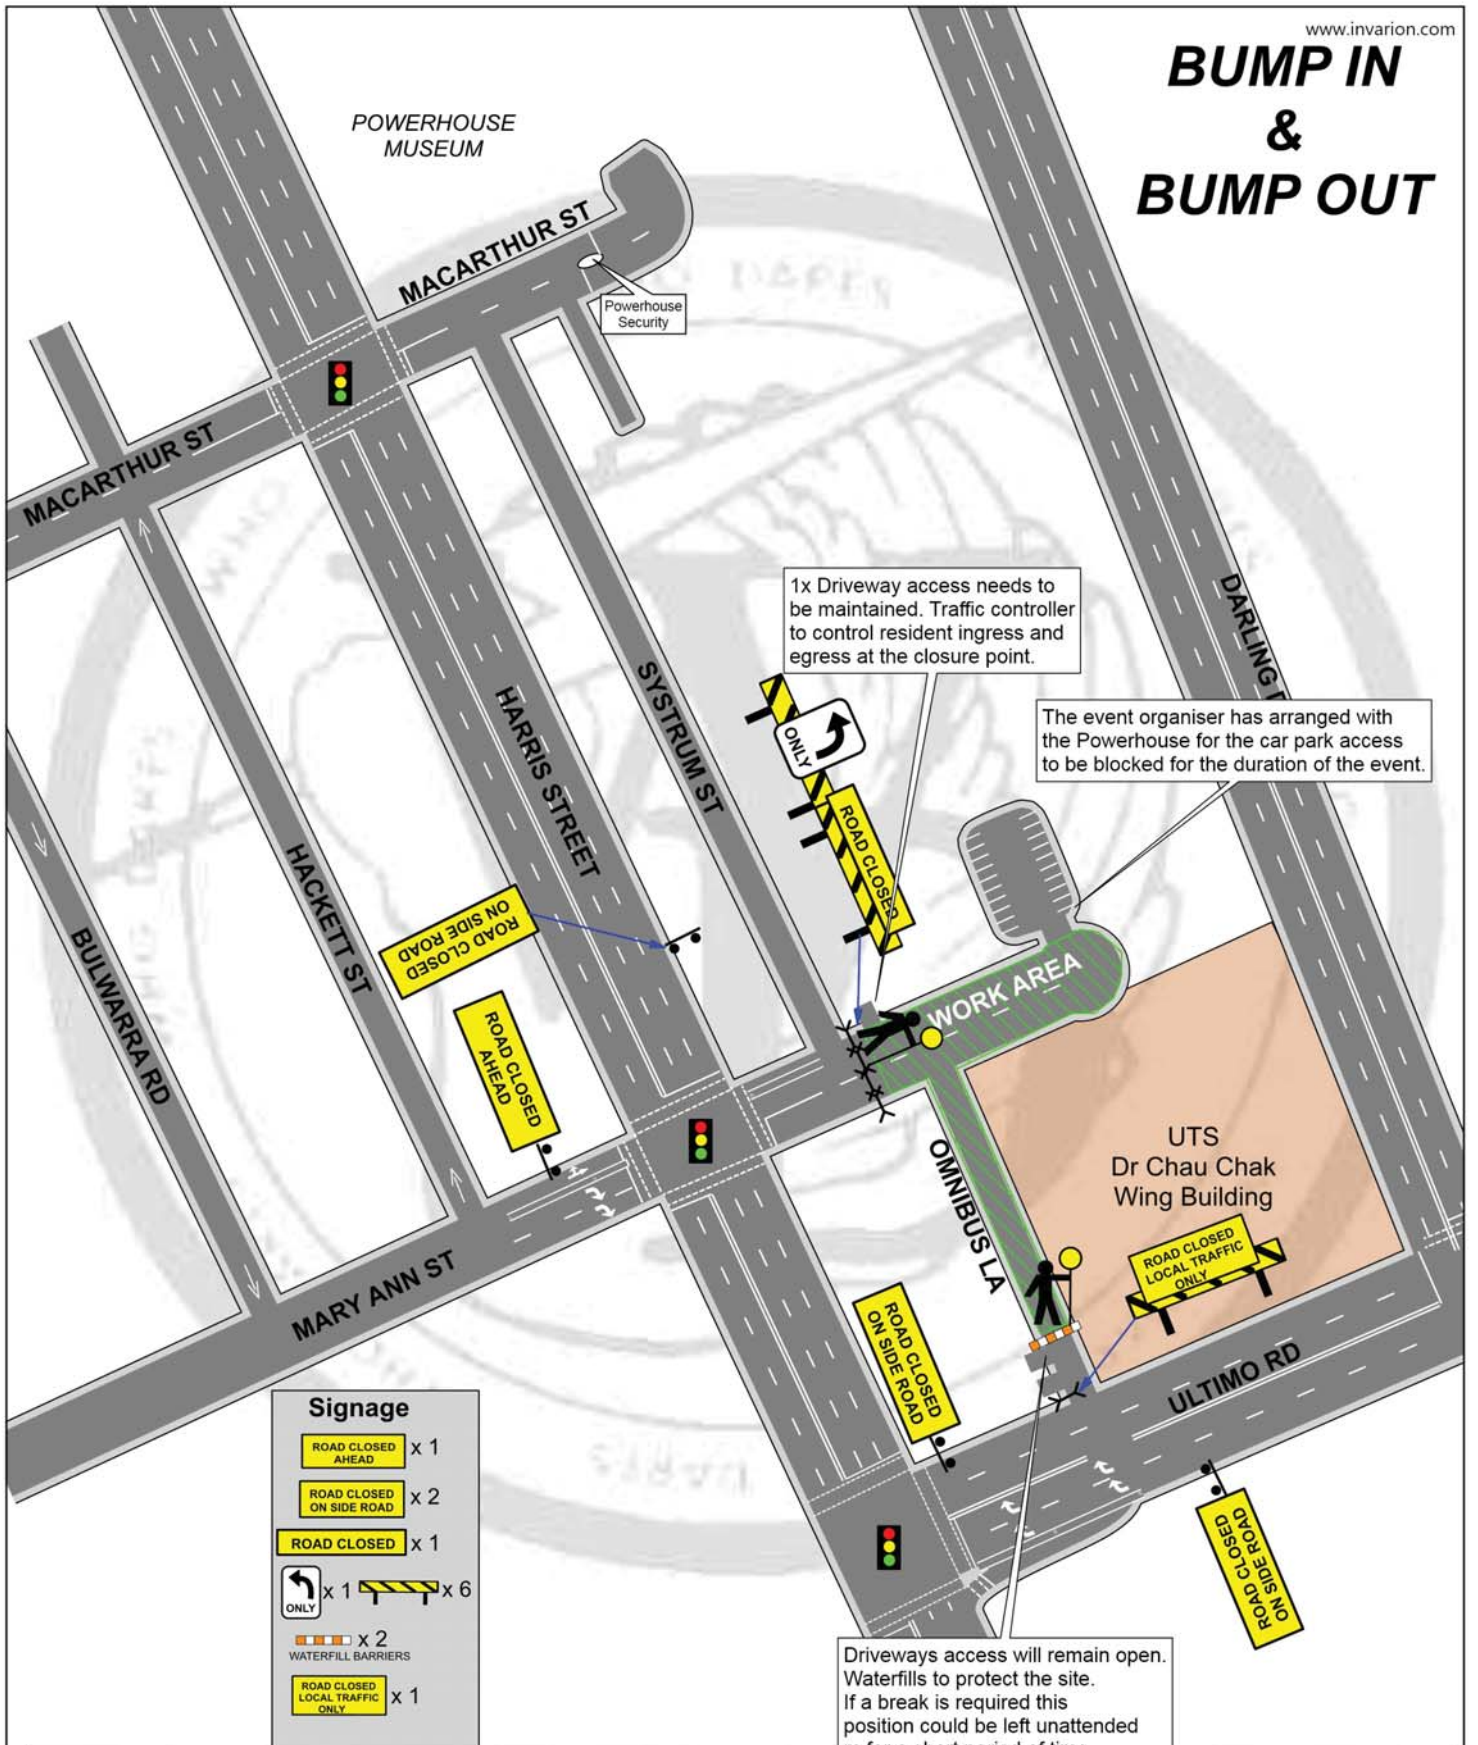 www.invarion.com
BUMP IN
&
BUMP OUT
POWERHOUSE
MUSEUM
MACARTHUR ST
Powerhouse
Security
MACARTHUR ST
1x Driveway access needs to
be maintained. Traffic controller
to control resident ingress and
egress at the closure point.
DARLING
The event organiser has arranged with
the Powerhouse for the car park access
to be blocked for the duration of the event.
HARRIS STREET
SYSTRUM ST
ONLY
ROAD CLOSED
HACKETT ST
BULWARRA RD
ROAD CLOSED
ON SIDE ROAD
ROAD CLOSED
AHEAD
WORK AREA
OMNIBUS LA
UTS
Dr Chau Chak
Wing Building
ROAD CLOSED
LOCAL TRAFFIC
ONLY
MARY ANN ST
ROAD CLOSED
ON SIDE ROAD
ULTIMO RD
ROAD CLOSED
ON SIDE ROAD
Signage
ROAD CLOSED
AHEAD
x 1
ROAD CLOSED
ON SIDE ROAD
x 2
ROAD CLOSED x 1
ONLY
x 1
x 6
x 2
WATERFILL BARRIERS
ROAD CLOSED
LOCAL TRAFFIC
ONLY
x 1
Driveways access will remain open.
Waterfills to protect the site.
If a break is required this
position could be left unattended